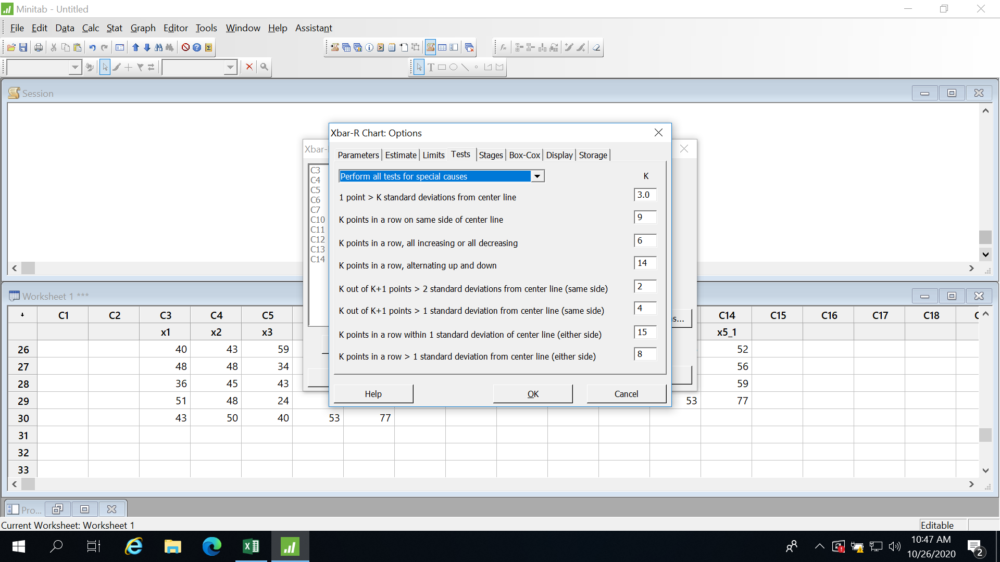 Minitab - Untitled
File Edit Data Calc Stat Graph Editor Tools Window Help Assistant
Session
Xbar-R Chart: Options
Xbar-
Parameters Estimate Limits Tests Stages Box-Cox Display Storage
Perform all tests for special causes K
1 point > K standard deviations from center line 3.0
K points in a row on same side of center line 9
K points in a row, all increasing or all decreasing 6
K points in a row, alternating up and down 14
K out of K+1 points > 2 standard deviations from center line (same side) 2
K out of K+1 points > 1 standard deviation from center line (same side) 4
K points in a row within 1 standard deviation of center line (either side) 15
K points in a row > 1 standard deviation from center line (either side) 8
Help OK Cancel
C3
C4
C5
C6
C7
C10
C11
C12
C13
C14
s...
Worksheet 1 ***
C1 C2 C3 C4 C5 C14 C15 C16 C17 C18
x1 x2 x3 x5_1
26 40 43 59 52
27 48 48 34 56
28 36 45 43 59
29 51 48 24 53 77
30 43 50 40 53 77
31
32
33
Pro...
Current Worksheet: Worksheet 1 Editable
10:47 AM
10/26/2020
2